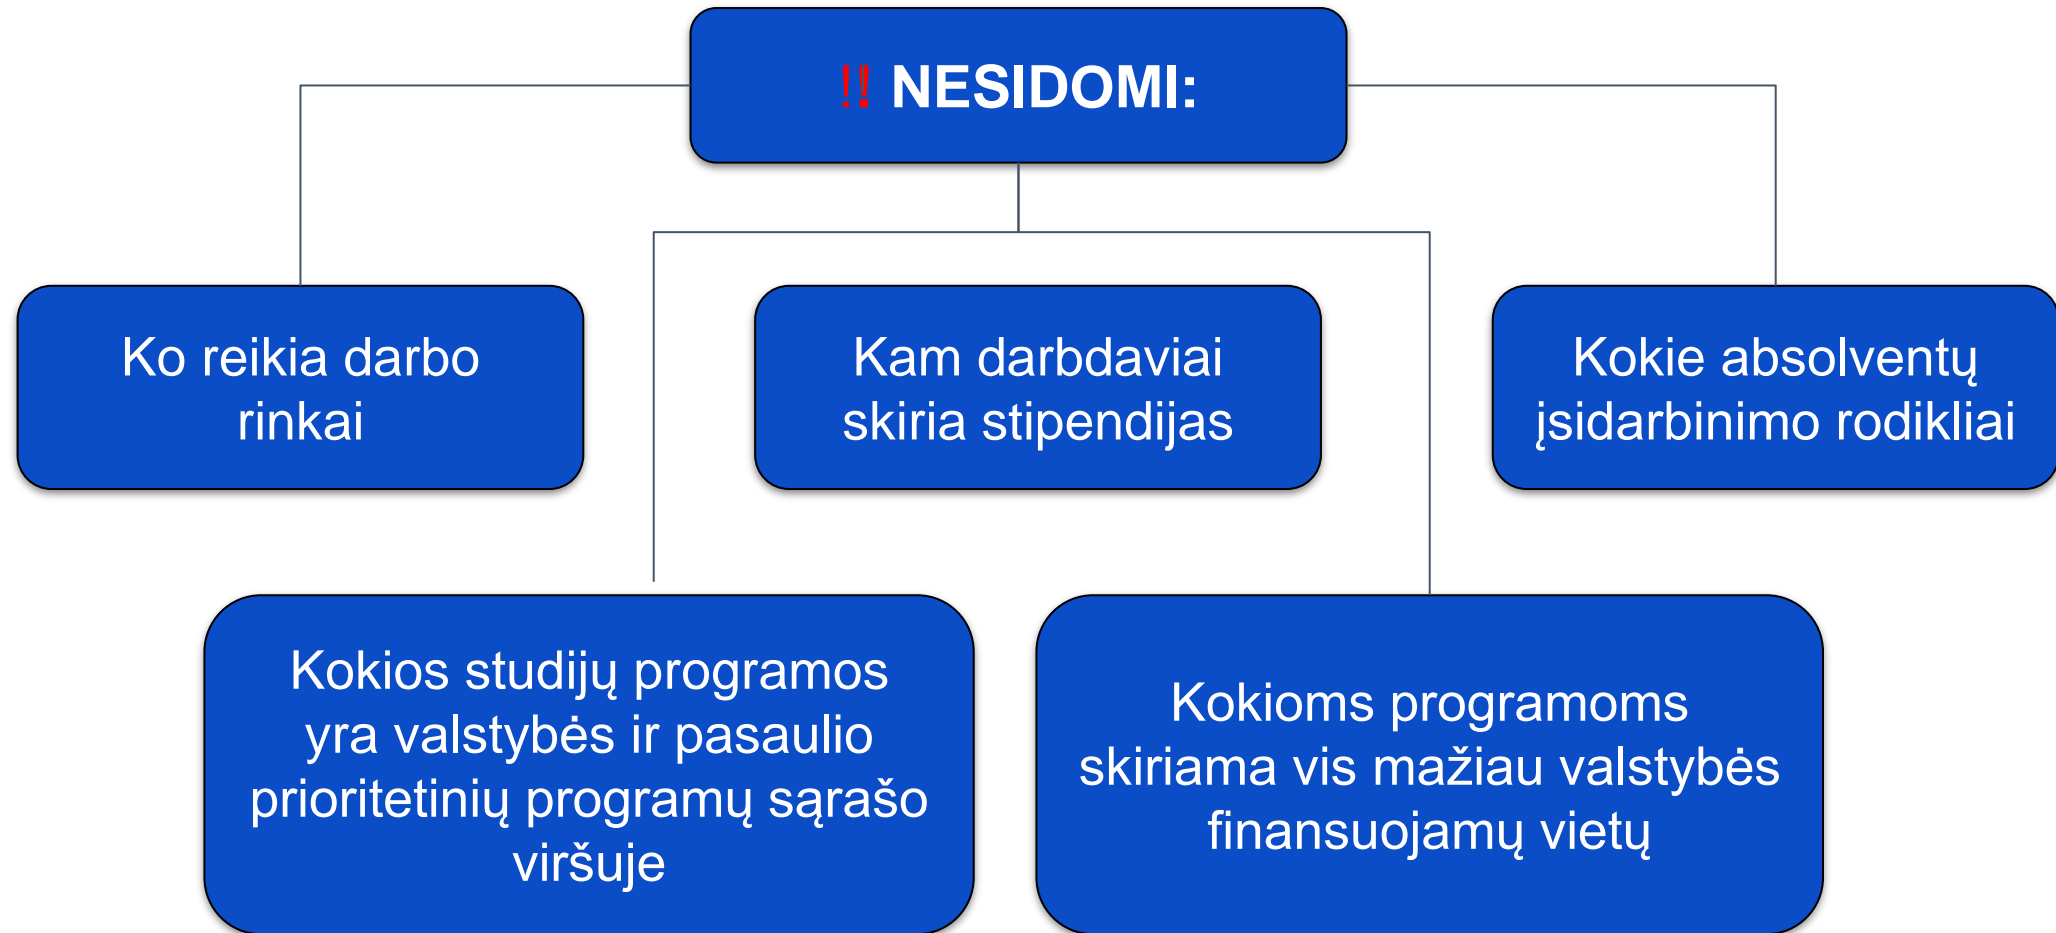 !! NESIDOMI:
Ko reikia darbo
rinkai
Kam darbdaviai
skiria stipendijas
Kokie absolventų
įsidarbinimo rodikliai
Kokios studijų programos
yra valstybės ir pasaulio
prioritetinių programų sąrašo
viršuje
Kokioms programoms
skiriama vis mažiau valstybės
finansuojamų vietų